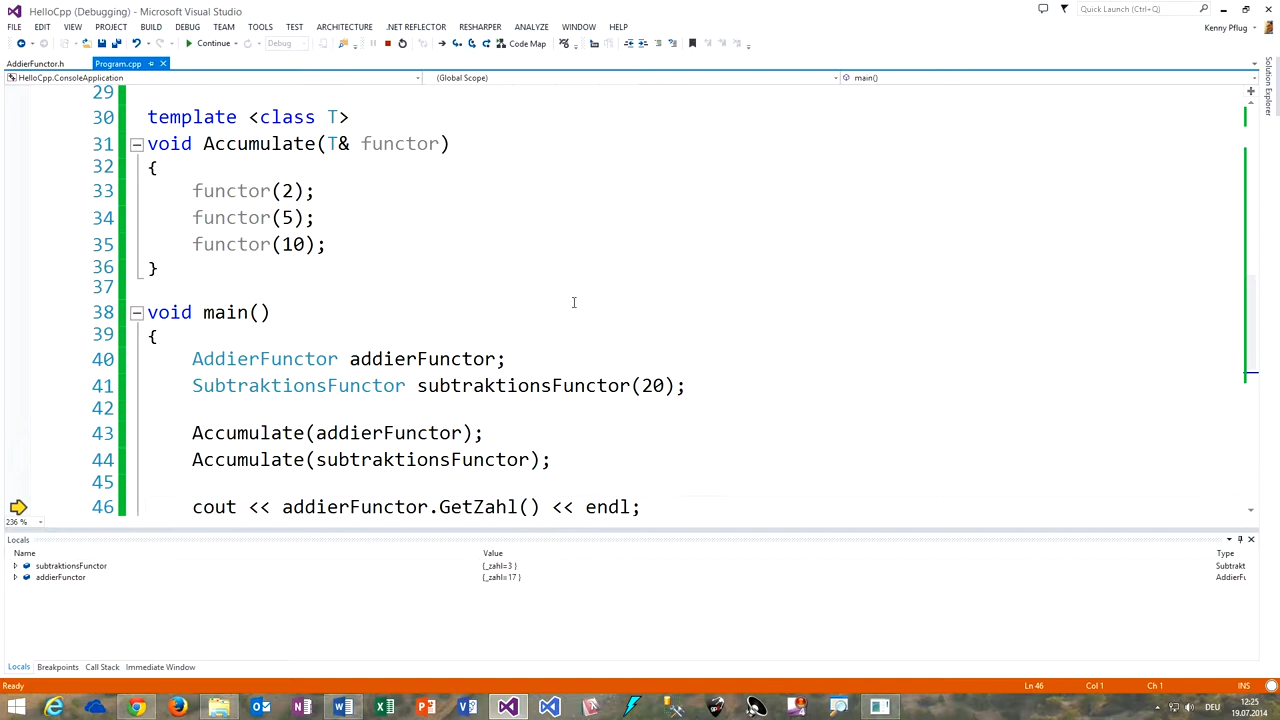 HelloCpp (Debugging) - Microsoft Visual Studio
Quick Launch (Ctrl+Q)
FILE EDIT VIEW PROJECT BUILD DEBUG TEAM TOOLS TEST ARCHITECTURE .NET REFLECTOR RESHARPER ANALYZE WINDOW HELP
Kenny Pflug
Continue Debug Code Map
AddierFunctor.h Program.cpp
HelloCpp.ConsoleApplication (Global Scope) main()
Solution Explorer
29
30 template <class T>
31 void Accumulate(T& functor)
32 {
33 functor(2);
34 functor(5);
35 functor(10);
36 }
37
38 void main()
39 {
40 AddierFunctor addierFunctor;
41 SubtraktionsFunctor subtraktionsFunctor(20);
42
43 Accumulate(addierFunctor);
44 Accumulate(subtraktionsFunctor);
45
46 cout << addierFunctor.GetZahl() << endl;
236 %
Locals
Name Value Type
subtraktionsFunctor {_zahl=3 } Subtrakt
addierFunctor {_zahl=17 } AddierFu
Locals Breakpoints Call Stack Immediate Window
Ready Ln 46 Col 1 Ch 1 INS
DEU 12:25
19.07.2014